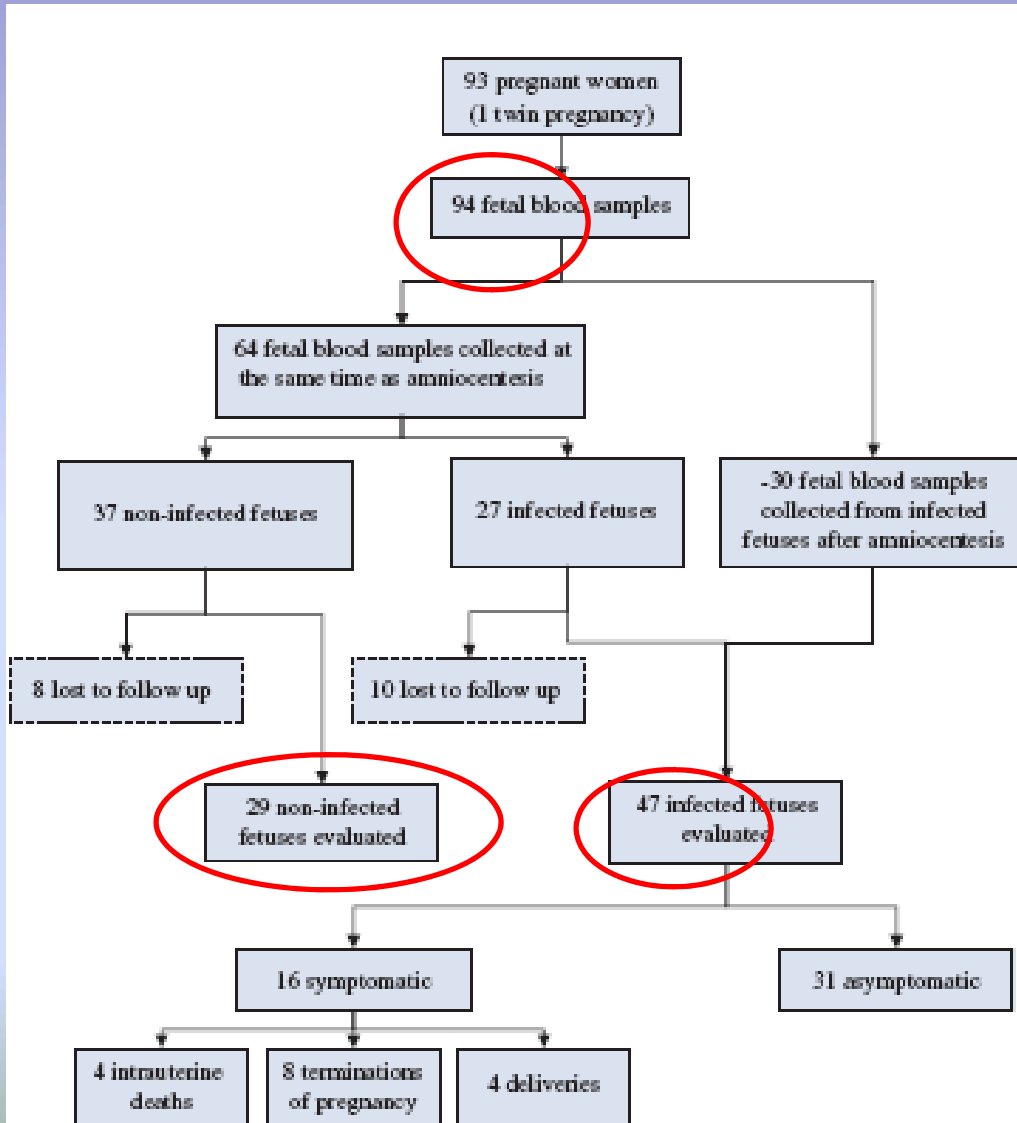 93 pregnant women
(1 twin pregnancy)
94 fetal blood samples
64 fetal blood samples collected at
the same time as amniocentesis
37 non-infected fetuses
27 infected fetuses
-30 fetal blood samples
collected from infected
fetuses after amniocentesis
8 lost to follow up
10 lost to follow up
29 non-infected
fetuses evaluated
47 infected fetuses
evaluated
16 symptomatic
31 asymptomatic
4 intrauterine
deaths
8 terminations
of pregnancy
4 deliveries